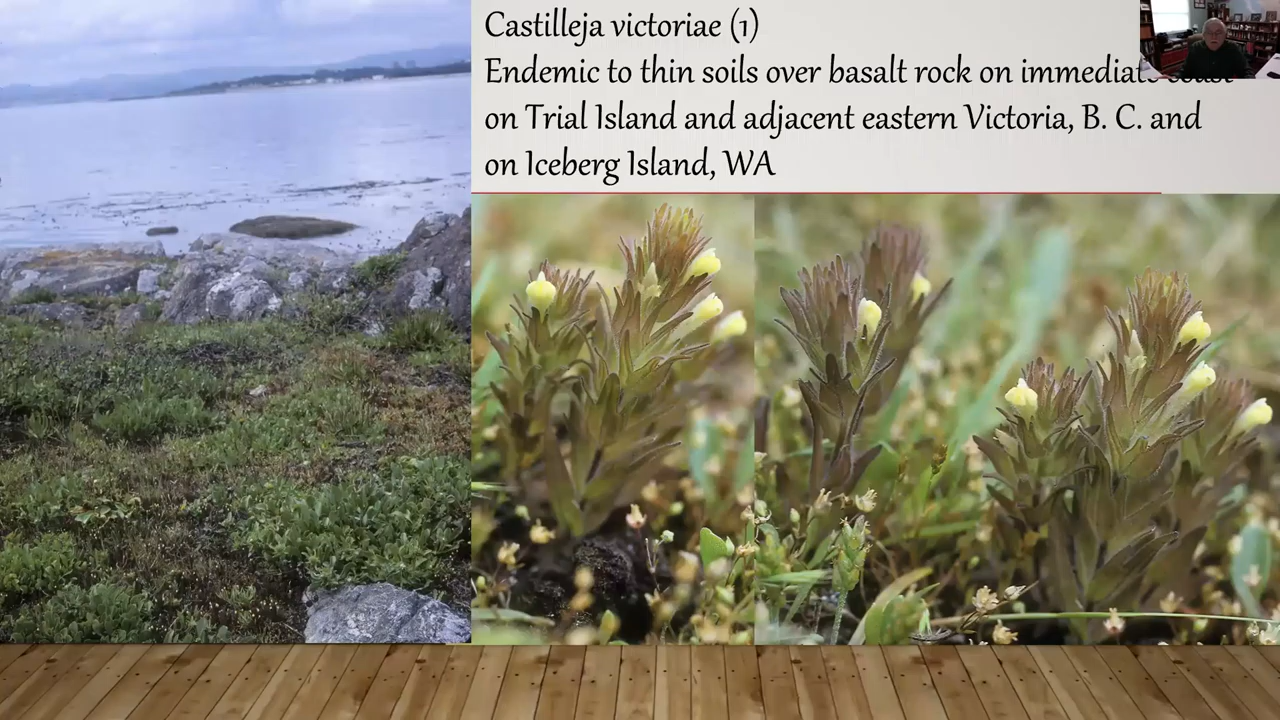 Castilleja victoriae (1)
Endemic to thin soils over basalt rock on immediate coast
on Trial Island and adjacent eastern Victoria, B. C. and
on Iceberg Island, WA